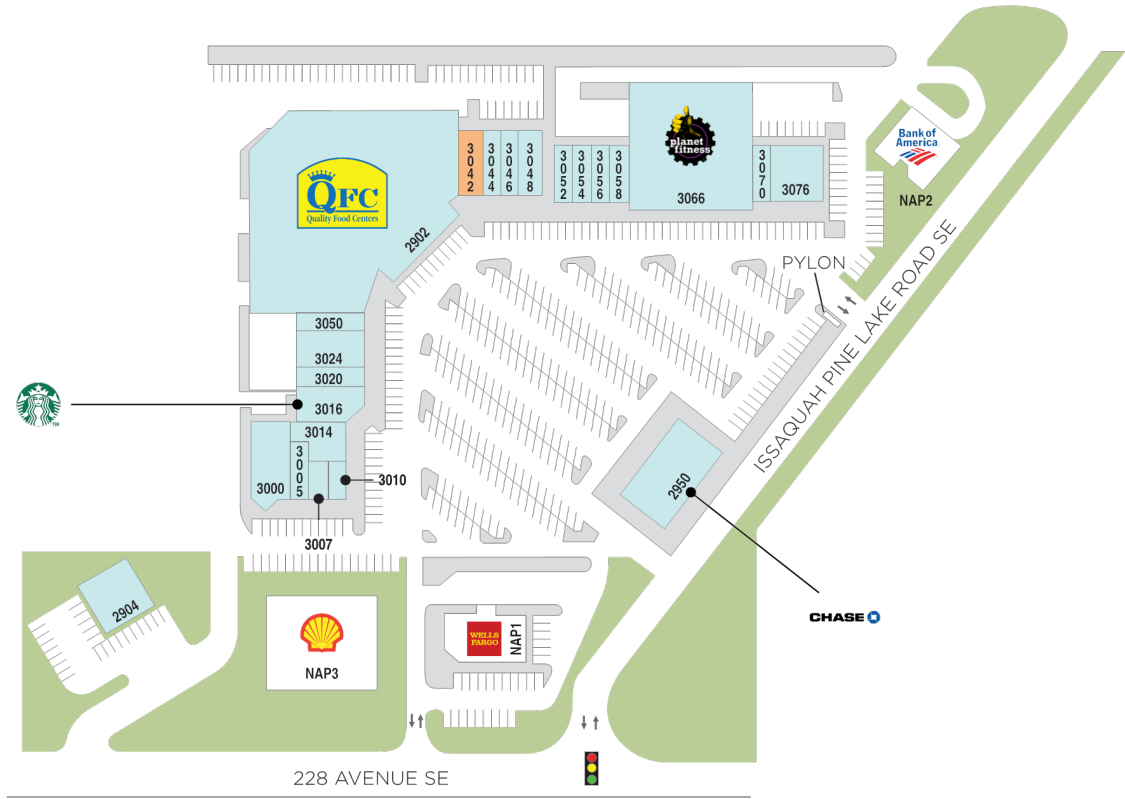 Bank of
America
NAP2
planet
fitness
3066
3042
3044
3046
3048
3052
3054
3056
3058
3070
3076
QFC
Quality Food Centers
2902
PYLON
ISSAQUAH PINE LAKE ROAD SE
3050
3024
3020
3016
TM
3014
3005
3000
3010
3007
2950
CHASE
2904
NAP3
WELLS
FARGO
NAP1
228 AVENUE SE